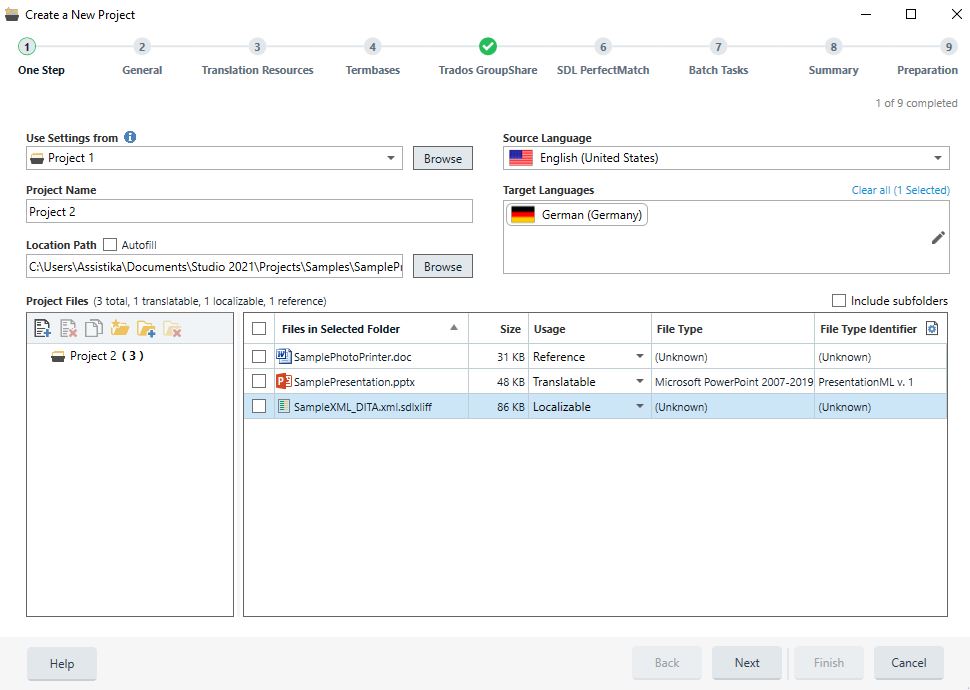 Create a New Project
1 2 3 4 6 7 8 9
One Step General Translation Resources Termbases Trados GroupShare SDL PerfectMatch Batch Tasks Summary Preparation
1 of 9 completed
Use Settings from
Project 1 Browse
Project Name
Project 2
Location Path Autofill
C:\Users\Assistika\Documents\Studio 2021\Projects\Samples\SamplePr Browse
Source Language
English (United States)
Target Languages Clear all (1 Selected)
German (Germany)
Project Files (3 total, 1 translatable, 1 localizable, 1 reference) Include subfolders
Project 2 ( 3 )
Files in Selected Folder Size Usage File Type File Type Identifier
SamplePhotoPrinter.doc 31 KB Reference (Unknown) (Unknown)
SamplePresentation.pptx 48 KB Translatable Microsoft PowerPoint 2007-2019 PresentationML v. 1
SampleXML_DITA.xml.sdlxliff 86 KB Localizable (Unknown) (Unknown)
Help Back Next Finish Cancel